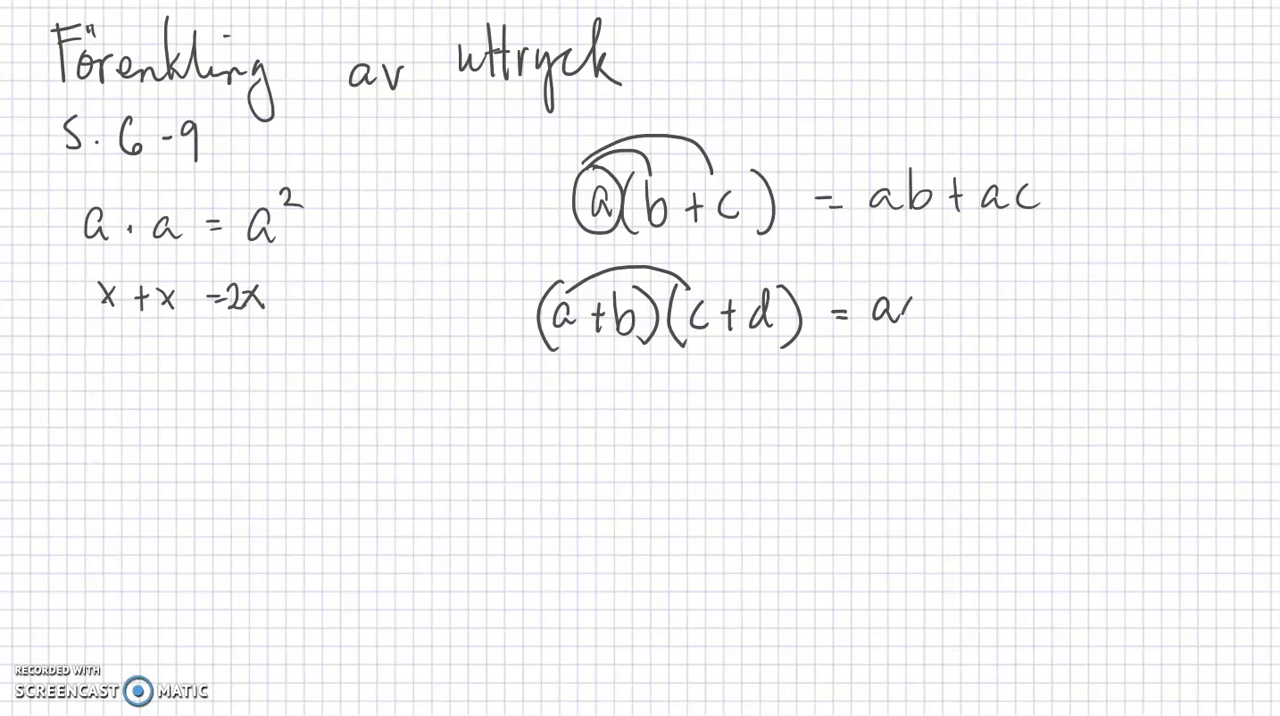 Förenkling av uttryck
s. 6-9
a · a = a²
x + x = 2x
a(b + c) = ab + ac
(a + b)(c + d) = a
RECORDED WITH
SCREENCAST MATIC